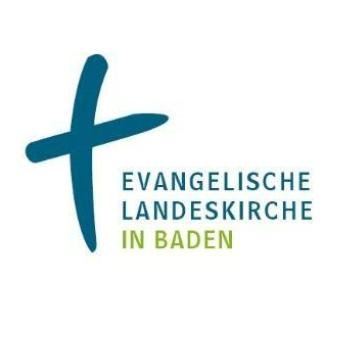 EVANGELISCHE
LANDESKIRCHE
IN BADEN